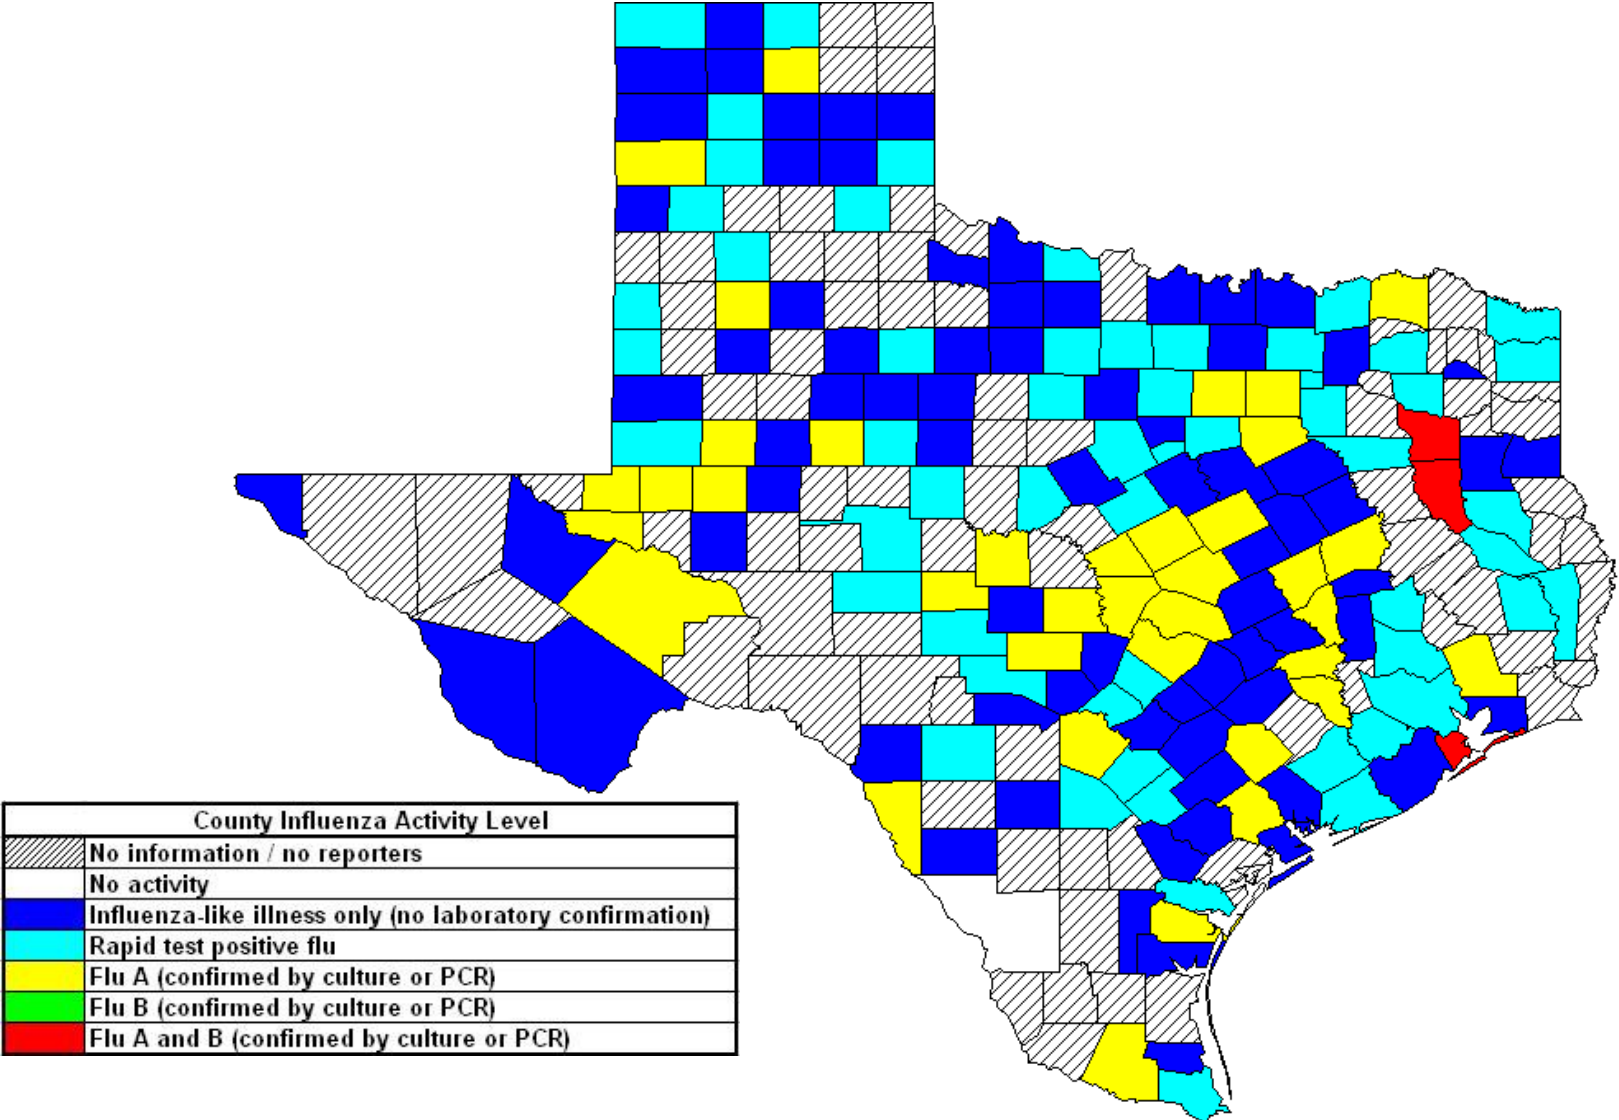 County Influenza Activity Level
No information / no reporters
No activity
Influenza-like illness only (no laboratory confirmation)
Rapid test positive flu
Flu A (confirmed by culture or PCR)
Flu B (confirmed by culture or PCR)
Flu A and B (confirmed by culture or PCR)